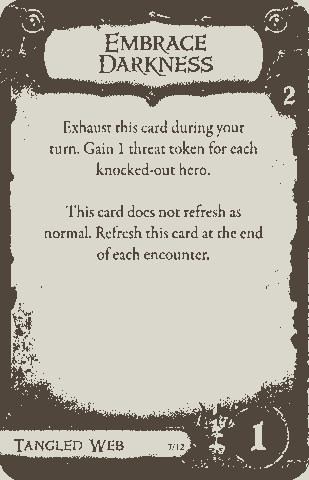 EMBRACE
DARKNESS
2
Exhaust this card during your
turn. Gain 1 threat token for each
knocked-out hero.
This card does not refresh as
normal. Refresh this card at the end
of each encounter.
TANGLED WEB
7/12
1